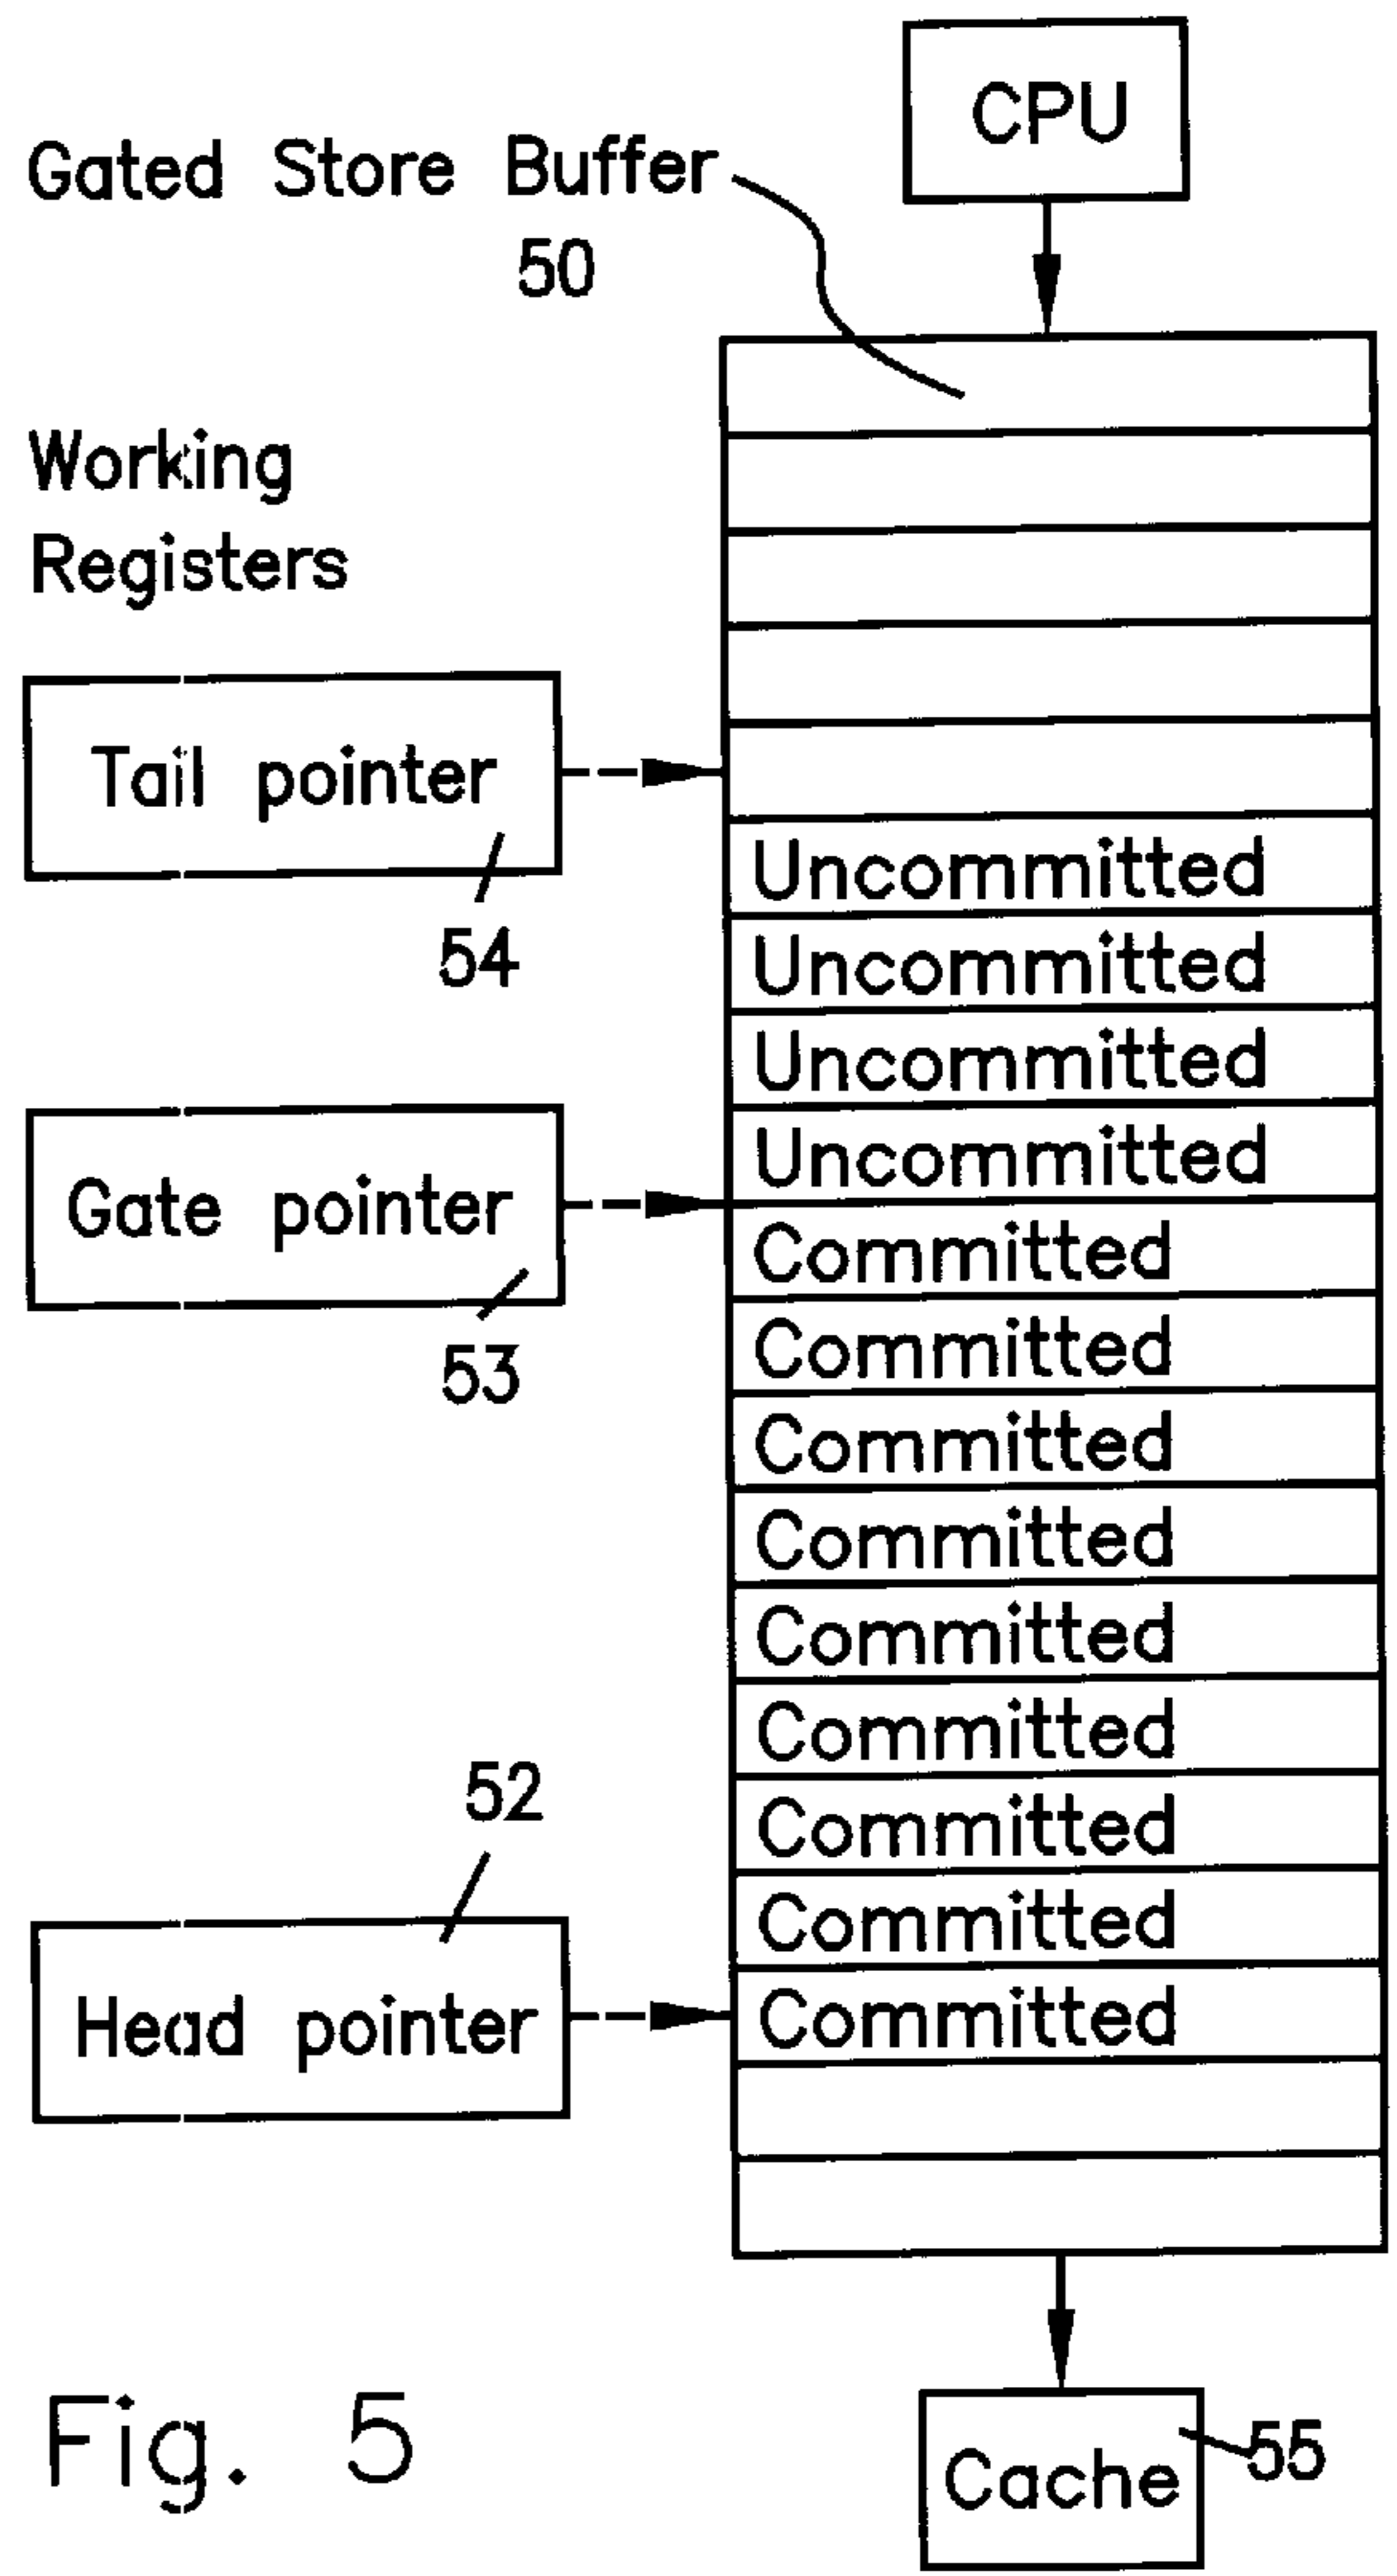 CPU
Gated Store Buffer
50
Working
Registers
Tail pointer
54
Uncommitted
Uncommitted
Uncommitted
Uncommitted
Gate pointer
53
Committed
Committed
Committed
Committed
Committed
Committed
Committed
Committed
Committed
52
Head pointer
Fig. 5
Cache
55